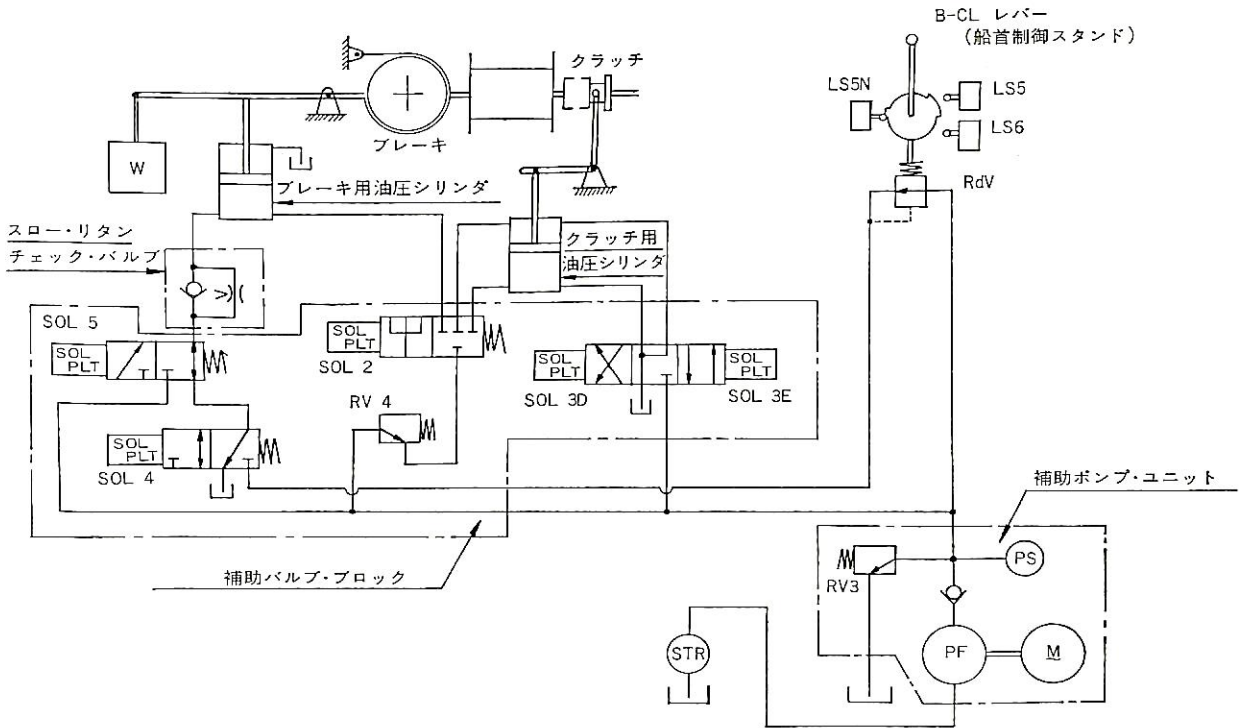 B-CL レバー
(船首制御スタンド)
クラッチ
LS5N
LS5
LS6
ブレーキ
W
RdV
ブレーキ用油圧シリンダ
スロー・リタン
チェック・バルブ
クラッチ用
油圧シリンダ
SOL 5
SOL
PLT
SOL
PLT
SOL 2
SOL
PLT
SOL
PLT
SOL 3D
SOL 3E
RV 4
SOL
PLT
SOL 4
補助ポンプ・ユニット
補助バルブ・ブロック
RV3
PS
STR
PF
M